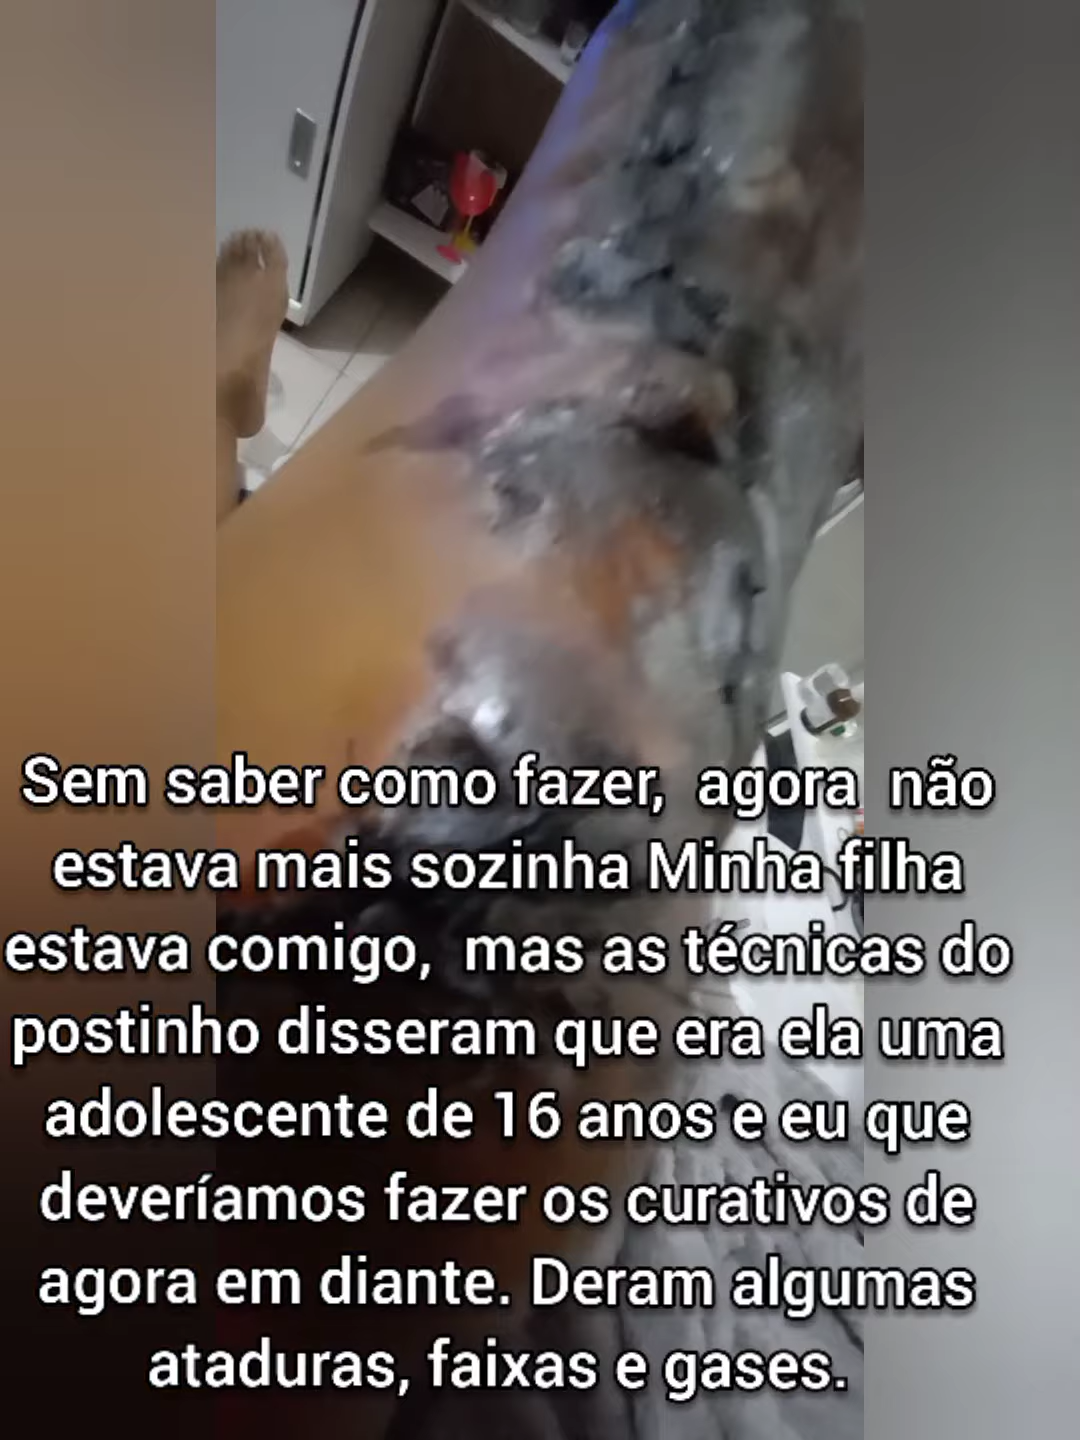 Sem saber como fazer, agora não
estava mais sozinha Minha filha
estava comigo, mas as técnicas do
postinho disseram que era ela uma
adolescente de 16 anos e eu que
deveríamos fazer os curativos de
agora em diante. Deram algumas
ataduras, faixas e gases.